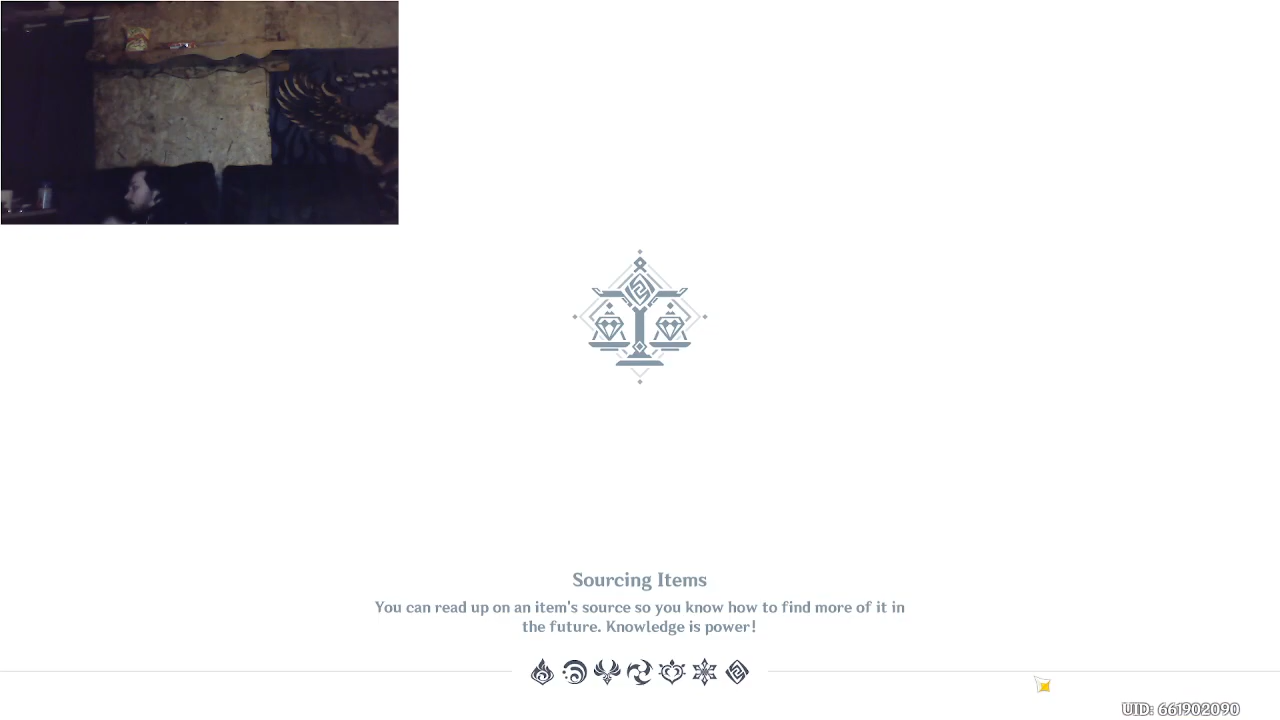 Sourcing Items
You can read up on an item's source so you know how to find more of it in
the future. Knowledge is power!
UID: 661902090